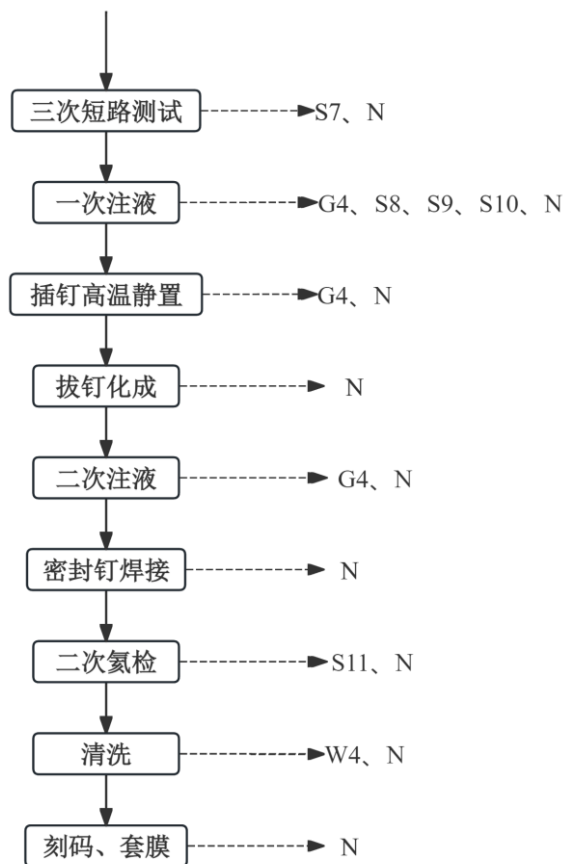 三次短路测试 S7、N
一次注液 G4、S8、S9、S10、N
插钉高温静置 G4、N
拔钉化成 N
二次注液 G4、N
密封钉焊接 N
二次氦检 S11、N
清洗 W4、N
刻码、套膜 N